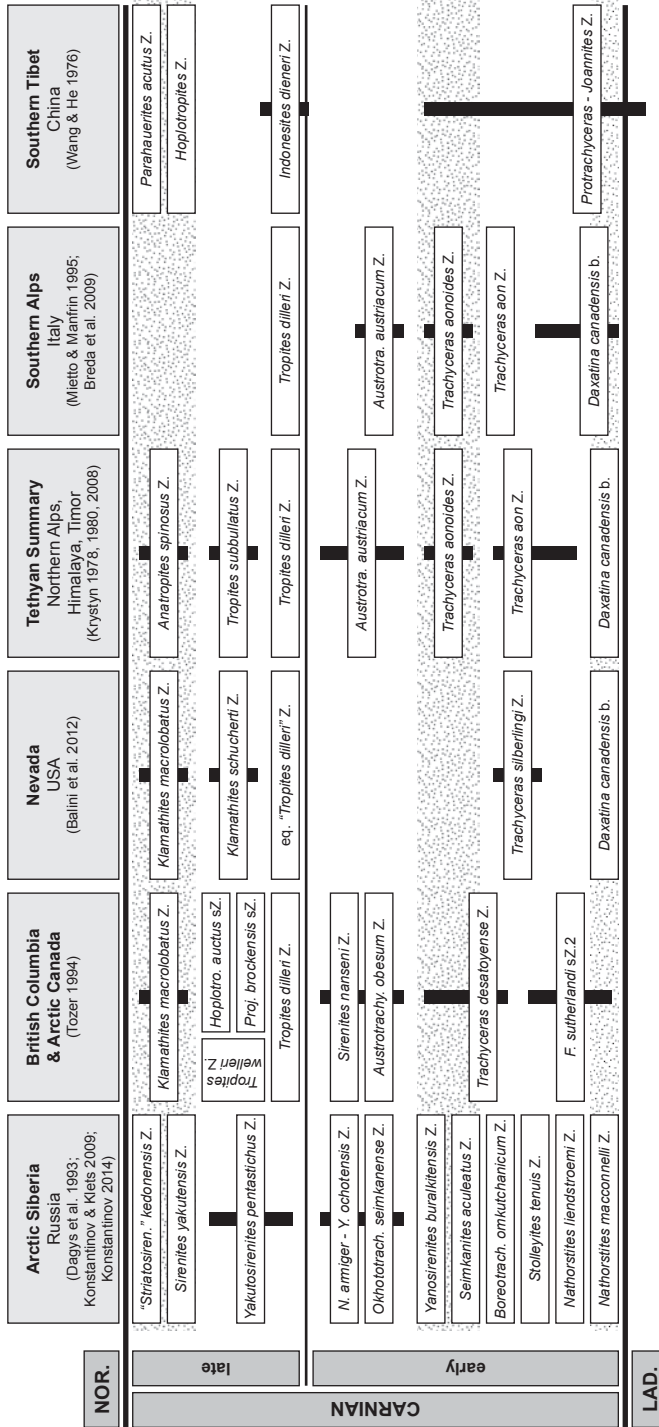 NOR.
CARNIAN
late
early
LAD.
Arctic Siberia
Russia
(Dagys et al. 1993;
Konstantinov & Klets 2009;
Konstantinov 2014)
"Striatosiren." kedonensis Z.
Sirenites yakutensis Z.
Yakutosirenites pentastichus Z.
N. armiger - Y. ochotensis Z.
Okhototrach. seimkanense Z.
Yanosirenites buralkitensis Z.
Seimkanites aculeatus Z.
Boreotrach. omkutchanicum Z.
Stolleyites tenuis Z.
Nathorstites liendstroemi Z.
Nathorstites macconnelli Z.
British Columbia
& Arctic Canada
(Tozer 1994)
Klamathites macrolobatus Z.
Tropites
welleri Z.
Hoplotro. auctus sZ.
Proj. brockensis sZ.
Tropites dilleri Z.
Sirenites nanseni Z.
Austrotrachy. obesum Z.
Trachyceras desatoyense Z.
F. sutherlandi sZ.2
Nevada
USA
(Balini et al. 2012)
Klamathites macrolobatus Z.
Klamathites schucherti Z.
eq. "Tropites dilleri" Z.
Trachyceras silberlingi Z.
Daxatina canadensis b.
Tethyan Summary
Northern Alps,
Himalaya, Timor
(Krystyn 1978, 1980, 2008)
Anatropites spinosus Z.
Tropites subbullatus Z.
Tropites dilleri Z.
Austrotra. austriacum Z.
Trachyceras aonoides Z.
Trachyceras aon Z.
Daxatina canadensis b.
Southern Alps
Italy
(Mietto & Manfrin 1995;
Breda et al. 2009)
Tropites dilleri Z.
Austrotra. austriacum Z.
Trachyceras aonoides Z.
Trachyceras aon Z.
Daxatina canadensis b.
Southern Tibet
China
(Wang & He 1976)
Parahauerites acutus Z.
Hoplotropites Z.
Indonesites dieneri Z.
Protrachyceras - Joannites Z.